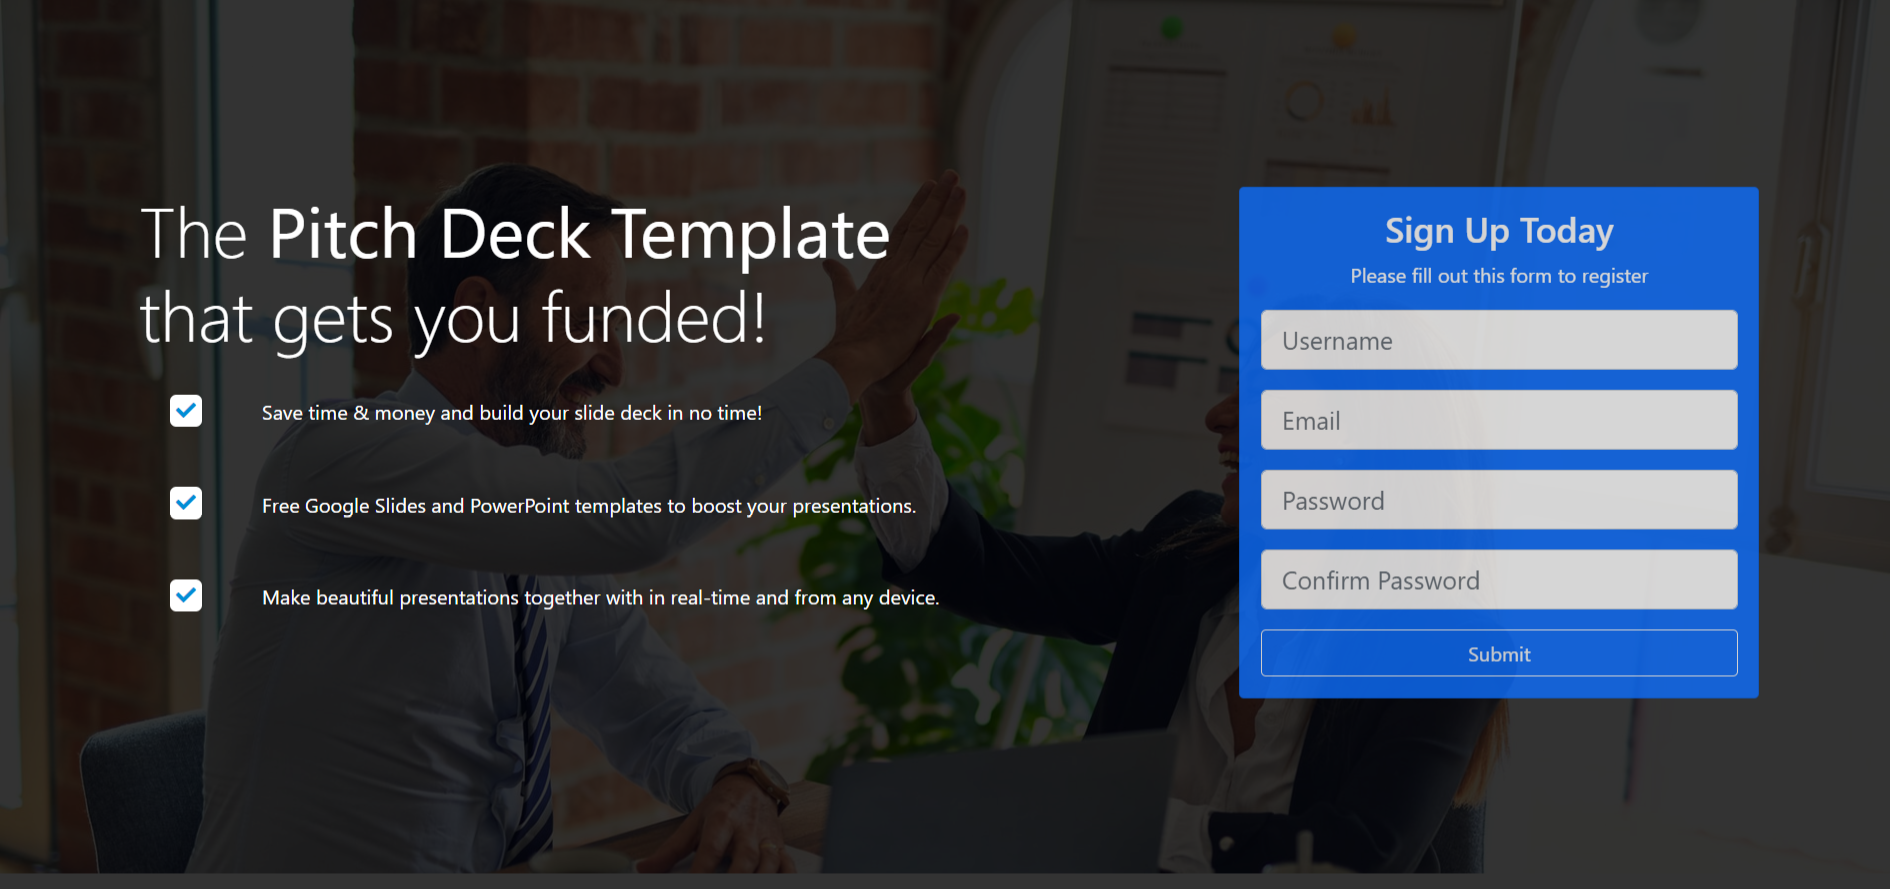 The Pitch Deck Template
that gets you funded!
Save time & money and build your slide deck in no time!
Free Google Slides and PowerPoint templates to boost your presentations.
Make beautiful presentations together with in real-time and from any device.
Sign Up Today
Please fill out this form to register
Username
Email
Password
Confirm Password
Submit